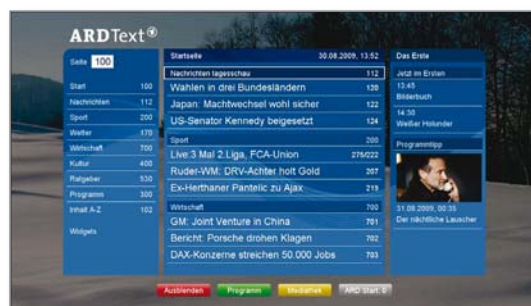 ARDText
Seite 100
Start 100
Nachrichten 112
Sport 200
Wetter 170
Wirtschaft 700
Kultur 400
Ratgeber 530
Programm 300
Inhalt A-Z 102
Widgets
Startseite 30.08.2009, 13:52
Nachrichten tagesschau 112
Wahlen in drei Bundesländern 120
Japan: Machtwechsel wohl sicher 122
US-Senator Kennedy beigesetzt 124
Sport 200
Live:3 Mal 2.Liga, FCA-Union 275/222
Ruder-WM: DRV-Achter holt Gold 207
Ex-Herthaner Pantelic zu Ajax 219
Wirtschaft 700
GM: Joint Venture in China 701
Bericht: Porsche drohen Klagen 702
DAX-Konzerne streichen 50.000 Jobs 703
Das Erste
Jetzt im Ersten
13:45
Bilderbuch
14:30
Weißer Holunder
Programmtipp
31.08.2009, 00:35
Der nächtliche Lauscher
Ausblenden Programm Mediathek ARD Start: 0